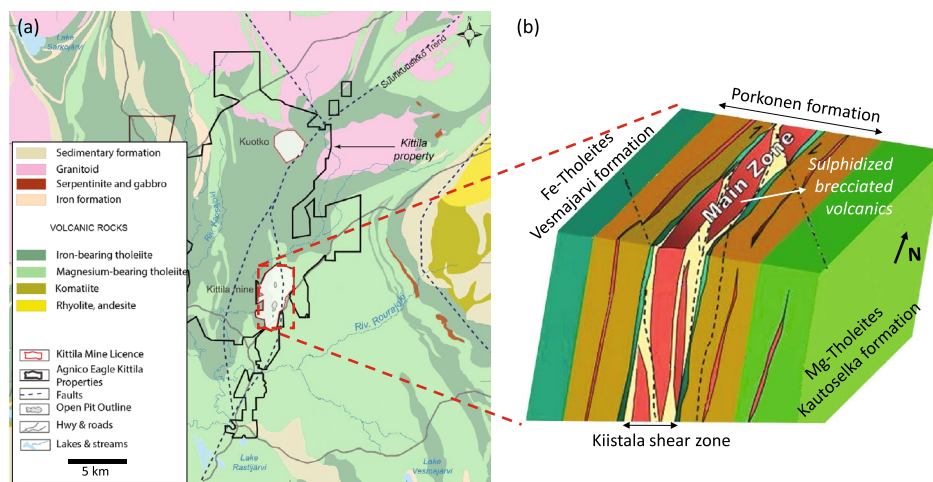 (a)
Lake
Sarkojärvi
N
Suurikuusikko Trend
Kuotko
Kittila
property
Sedimentary formation
Granitoid
Serpentinite and gabbro
Iron formation
VOLCANIC ROCKS
Iron-bearing tholeiite
Magnesium-bearing tholeiite
Komatiite
Rhyolite, andesite
Kittila mine
Riv. Rourajoki
Kittila Mine Licence
Agnico Eagle Kittila
Properties
Faults
Open Pit Outline
Hwy & roads
Lakes & streams
5 km
Lake
Rastijärvi
Lake
Vesmajärvi
(b)
Porkonen formation
Fe-Tholeites
Vesmajarvi formation
Main Zone
Sulphidized
brecciated
volcanics
N
Mg-Tholeites
Kautoselka formation
Kiistala shear zone